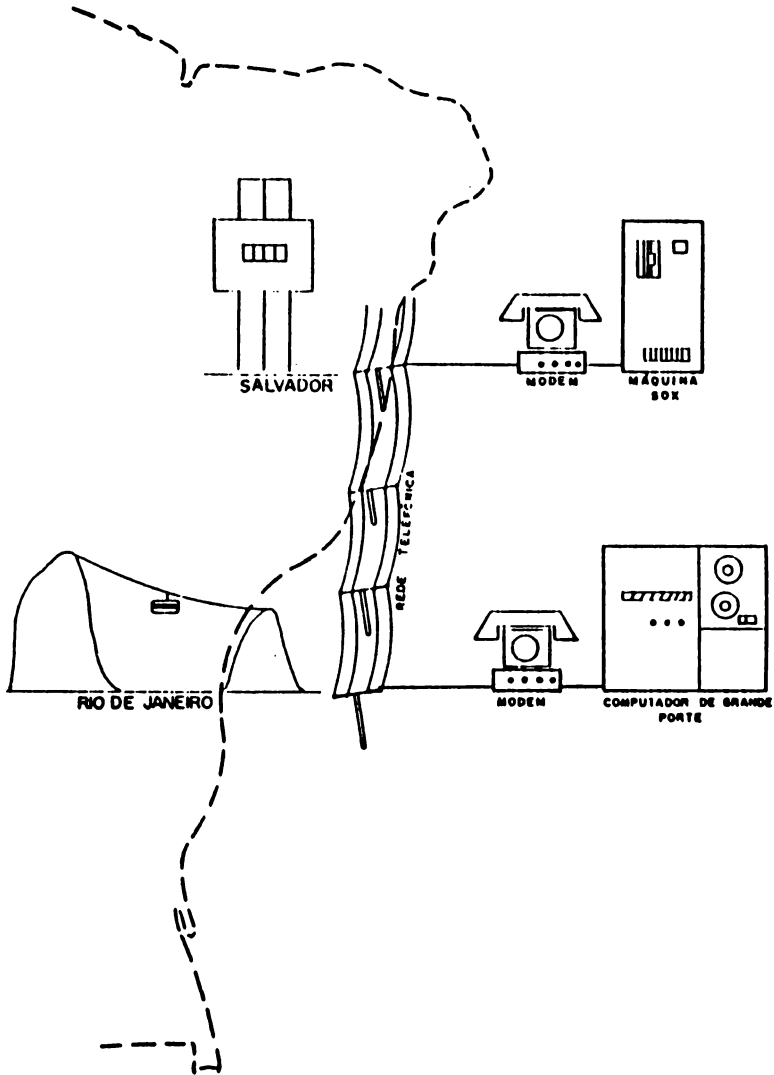 SALVADOR
MODEM
MÁQUINA
SOX
REDE TELEFÔNICA
RIO DE JANEIRO
MODEM
COMPUTADOR DE GRANDE
PORTE